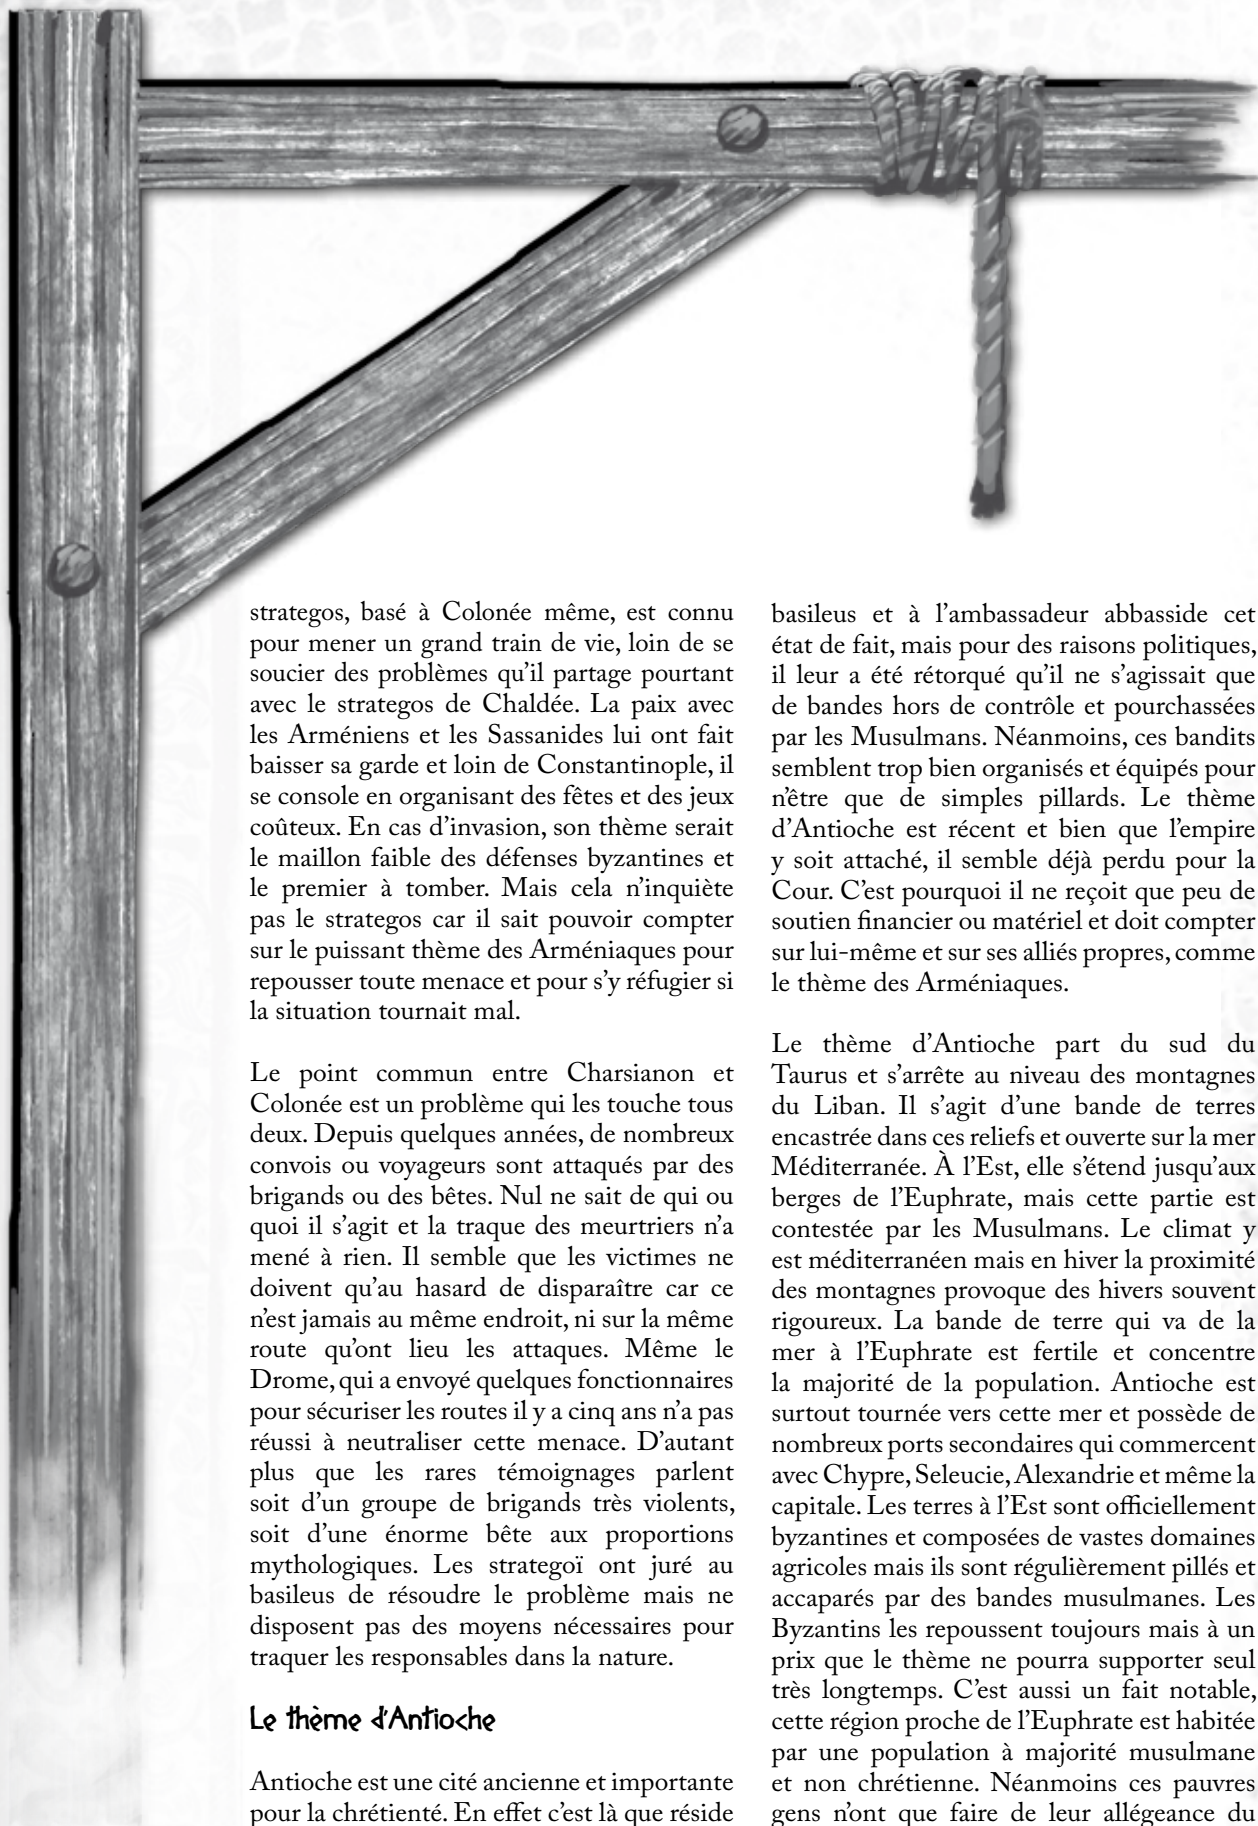 strategos, basé à Colonée même, est connu
pour mener un grand train de vie, loin de se
soucier des problèmes qu'il partage pourtant
avec le strategos de Chaldée. La paix avec
les Arméniens et les Sassanides lui ont fait
baisser sa garde et loin de Constantinople, il
se console en organisant des fêtes et des jeux
coûteux. En cas d'invasion, son thème serait
le maillon faible des défenses byzantines et
le premier à tomber. Mais cela n'inquiète
pas le strategos car il sait pouvoir compter
sur le puissant thème des Arméniaques pour
repousser toute menace et pour s'y réfugier si
la situation tournait mal.

Le point commun entre Charsianon et
Colonée est un problème qui les touche tous
deux. Depuis quelques années, de nombreux
convois ou voyageurs sont attaqués par des
brigands ou des bêtes. Nul ne sait de qui ou
quoi il s'agit et la traque des meurtriers n'a
mené à rien. Il semble que les victimes ne
doivent qu'au hasard de disparaître car ce
n'est jamais au même endroit, ni sur la même
route qu'ont lieu les attaques. Même le
Drome, qui a envoyé quelques fonctionnaires
pour sécuriser les routes il y a cinq ans n'a pas
réussi à neutraliser cette menace. D'autant
plus que les rares témoignages parlent
soit d'un groupe de brigands très violents,
soit d'une énorme bête aux proportions
mythologiques. Les strategoï ont juré au
basileus de résoudre le problème mais ne
disposent pas des moyens nécessaires pour
traquer les responsables dans la nature.

Le thème d'Antioche

Antioche est une cité ancienne et importante
pour la chrétienté. En effet c'est là que réside

basileus et à l'ambassadeur abbasside cet
état de fait, mais pour des raisons politiques,
il leur a été rétorqué qu'il ne s'agissait que
de bandes hors de contrôle et pourchassées
par les Musulmans. Néanmoins, ces bandits
semblent trop bien organisés et équipés pour
n'être que de simples pillards. Le thème
d'Antioche est récent et bien que l'empire
y soit attaché, il semble déjà perdu pour la
Cour. C'est pourquoi il ne reçoit que peu de
soutien financier ou matériel et doit compter
sur lui-même et sur ses alliés propres, comme
le thème des Arméniaques.

Le thème d'Antioche part du sud du
Taurus et s'arrête au niveau des montagnes
du Liban. Il s'agit d'une bande de terres
encastrée dans ces reliefs et ouverte sur la mer
Méditerranée. À l'Est, elle s'étend jusqu'aux
berges de l'Euphrate, mais cette partie est
contestée par les Musulmans. Le climat y
est méditerranéen mais en hiver la proximité
des montagnes provoque des hivers souvent
rigoureux. La bande de terre qui va de la
mer à l'Euphrate est fertile et concentre
la majorité de la population. Antioche est
surtout tournée vers cette mer et possède de
nombreux ports secondaires qui commercent
avec Chypre, Seleucie, Alexandrie et même la
capitale. Les terres à l'Est sont officiellement
byzantines et composées de vastes domaines
agricoles mais ils sont régulièrement pillés et
accaparés par des bandes musulmanes. Les
Byzantins les repoussent toujours mais à un
prix que le thème ne pourra supporter seul
très longtemps. C'est aussi un fait notable,
cette région proche de l'Euphrate est habitée
par une population à majorité musulmane
et non chrétienne. Néanmoins ces pauvres
gens n'ont que faire de leur allégeance du